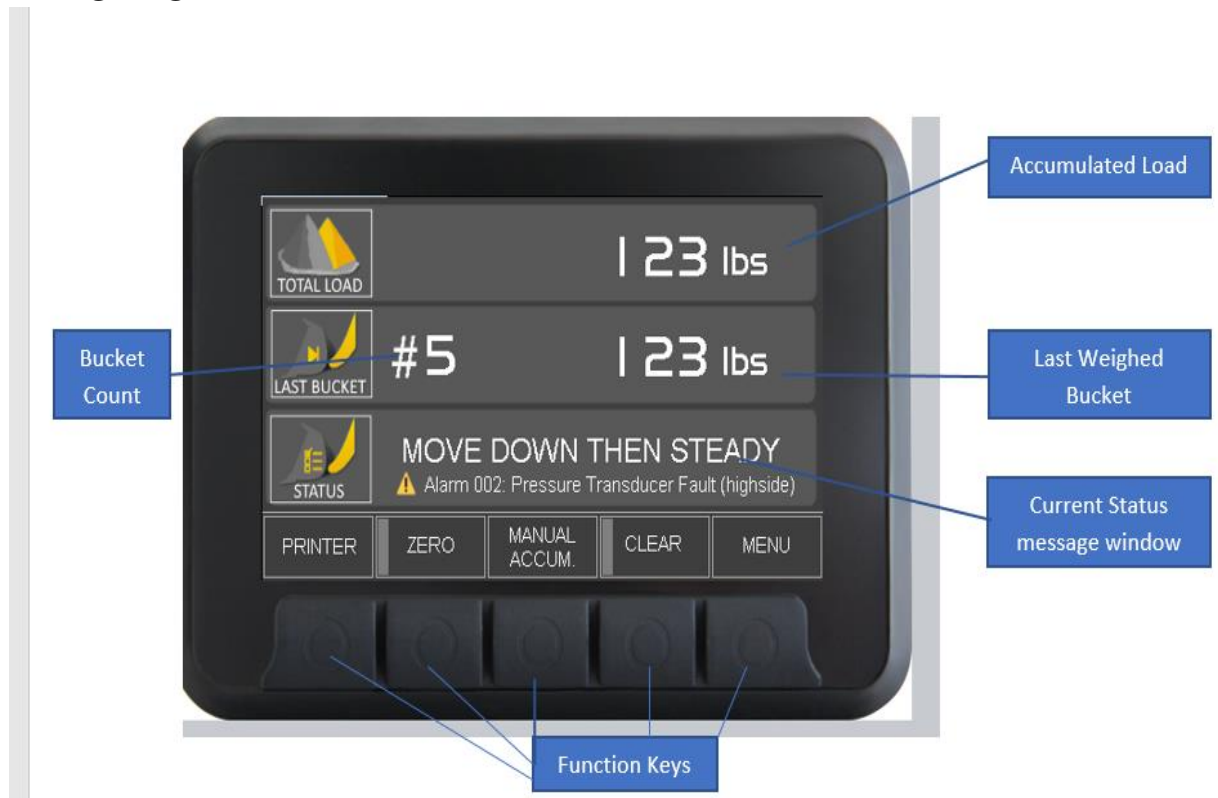 Accumulated Load
TOTAL LOAD
123 lbs
Bucket
Count
LAST BUCKET
#5
123 lbs
Last Weighed
Bucket
STATUS
MOVE DOWN THEN STEADY
Alarm 002: Pressure Transducer Fault (highside)
Current Status
message window
PRINTER
ZERO
MANUAL
ACCUM.
CLEAR
MENU
Function Keys